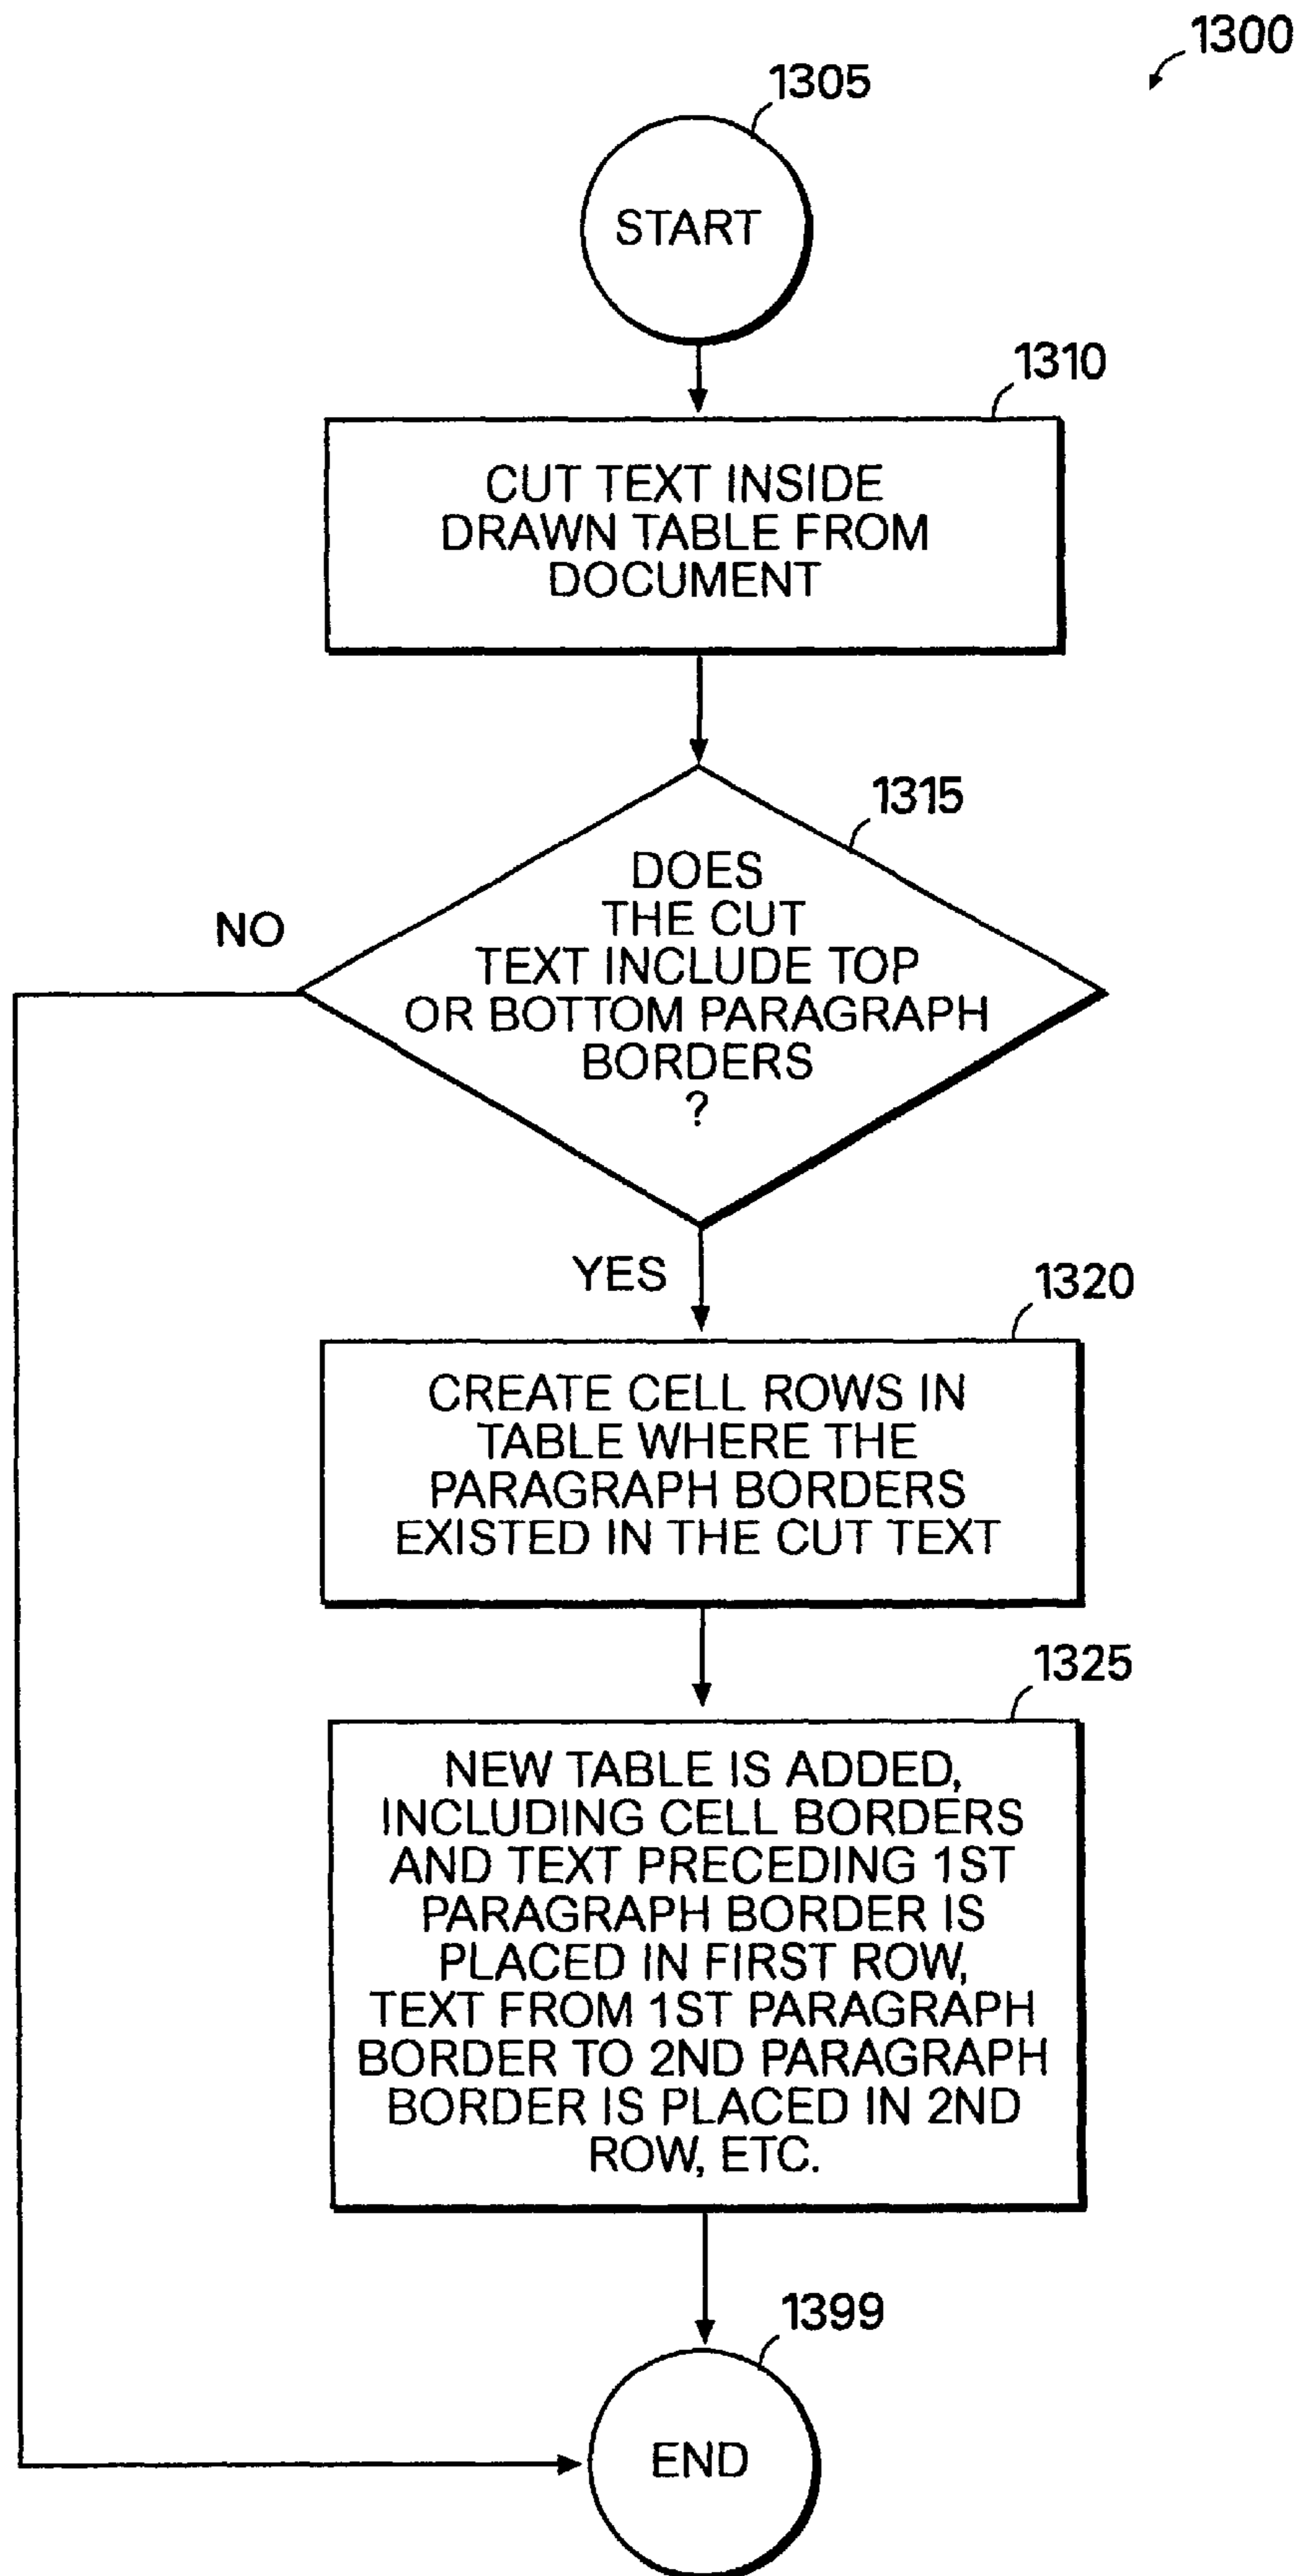 1300
1305
START
1310
CUT TEXT INSIDE
DRAWN TABLE FROM
DOCUMENT
1315
DOES
THE CUT
TEXT INCLUDE TOP
OR BOTTOM PARAGRAPH
BORDERS
?
NO
YES
1320
CREATE CELL ROWS IN
TABLE WHERE THE
PARAGRAPH BORDERS
EXISTED IN THE CUT TEXT
1325
NEW TABLE IS ADDED,
INCLUDING CELL BORDERS
AND TEXT PRECEDING 1ST
PARAGRAPH BORDER IS
PLACED IN FIRST ROW,
TEXT FROM 1ST PARAGRAPH
BORDER TO 2ND PARAGRAPH
BORDER IS PLACED IN 2ND
ROW, ETC.
1399
END